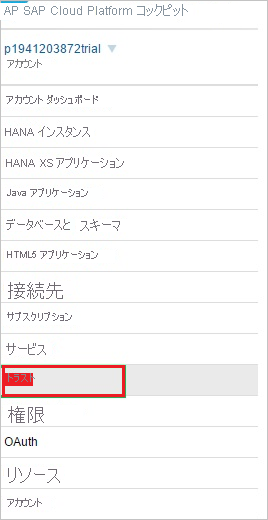 AP SAP Cloud Platform コックピット
p1941203872trial
アカウント
アカウント ダッシュボード
HANA インスタンス
HANA XS アプリケーション
Java アプリケーション
データベースと スキーマ
HTML5 アプリケーション
接続先
サブスクリプション
サービス
トラスト
権限
OAuth
リソース
アカウント